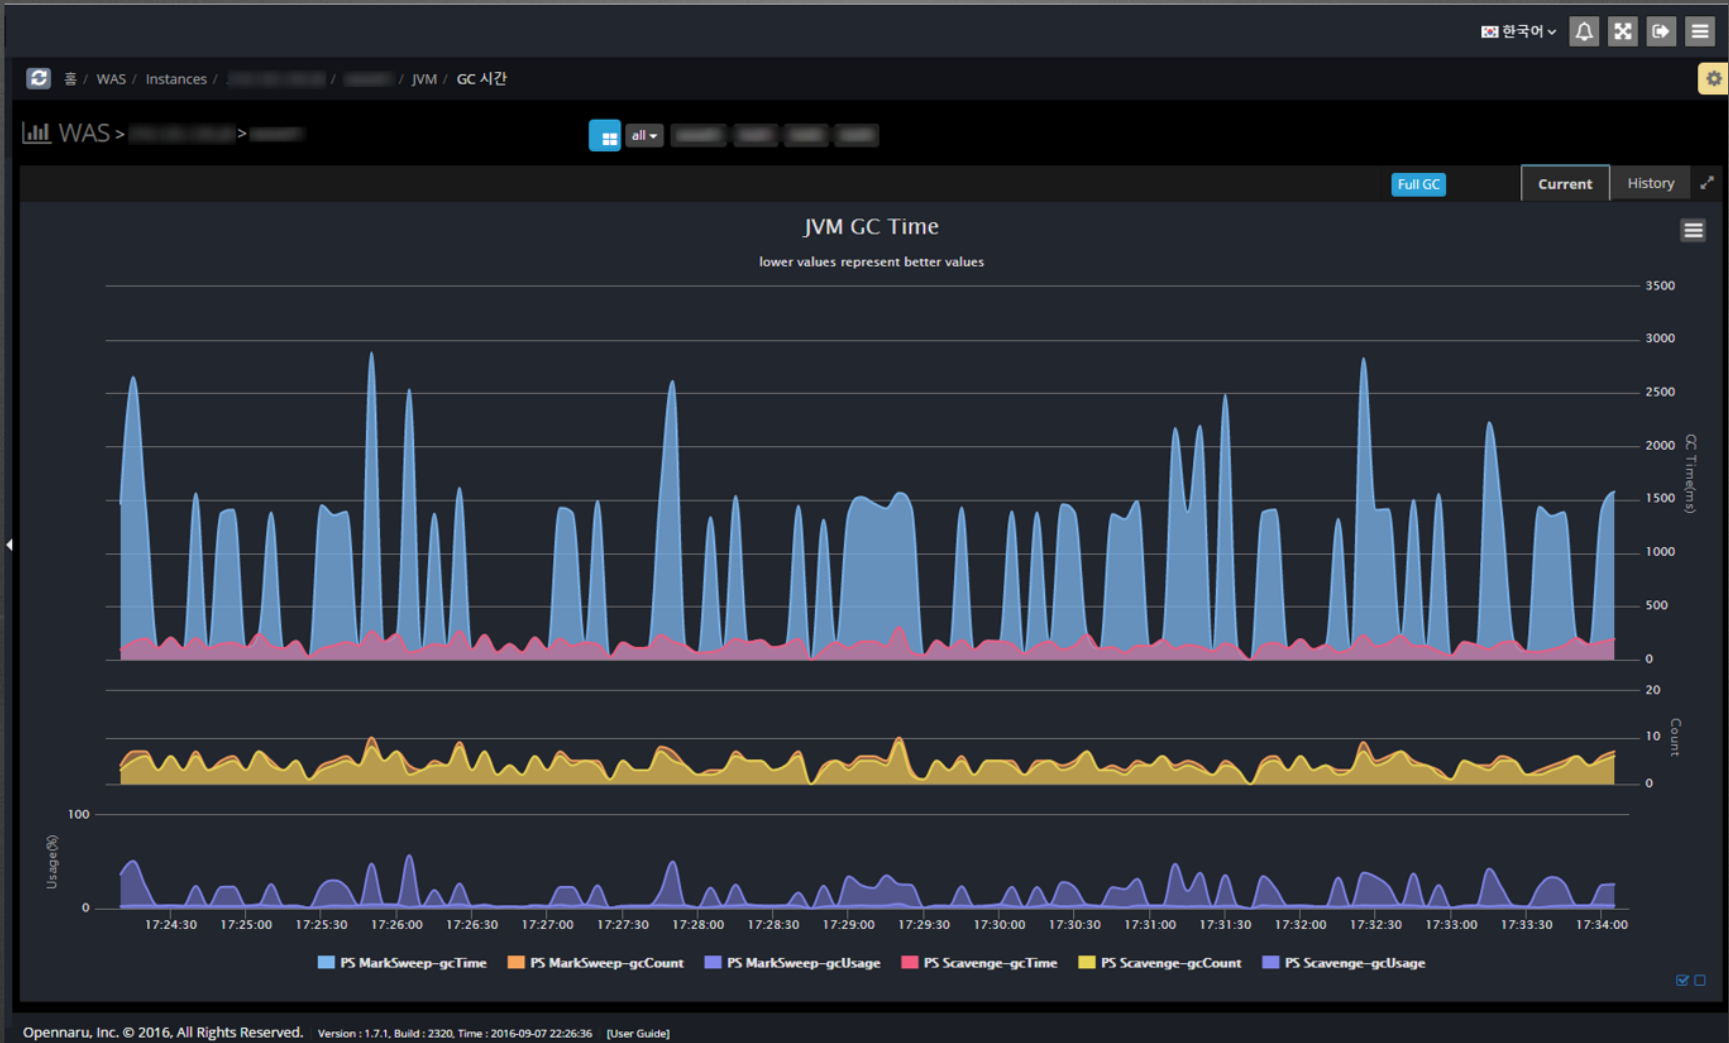 한국어
홈 / WAS / Instances / / / JVM / GC 시간
WAS > >
all
Full GC
Current
History
JVM GC Time
lower values represent better values
3500
3000
2500
2000
1500
1000
500
0
GC Time(ms)
20
10
0
Count
100
0
Usage(%)
17:24:30 17:25:00 17:25:30 17:26:00 17:26:30 17:27:00 17:27:30 17:28:00 17:28:30 17:29:00 17:29:30 17:30:00 17:30:30 17:31:00 17:31:30 17:32:00 17:32:30 17:33:00 17:33:30 17:34:00
PS MarkSweep-gcTime PS MarkSweep-gcCount PS MarkSweep-gcUsage PS Scavenge-gcTime PS Scavenge-gcCount PS Scavenge-gcUsage
Opennaru, Inc. © 2016, All Rights Reserved. Version : 1.7.1, Build : 2320, Time : 2016-09-07 22:26:36 [User Guide]